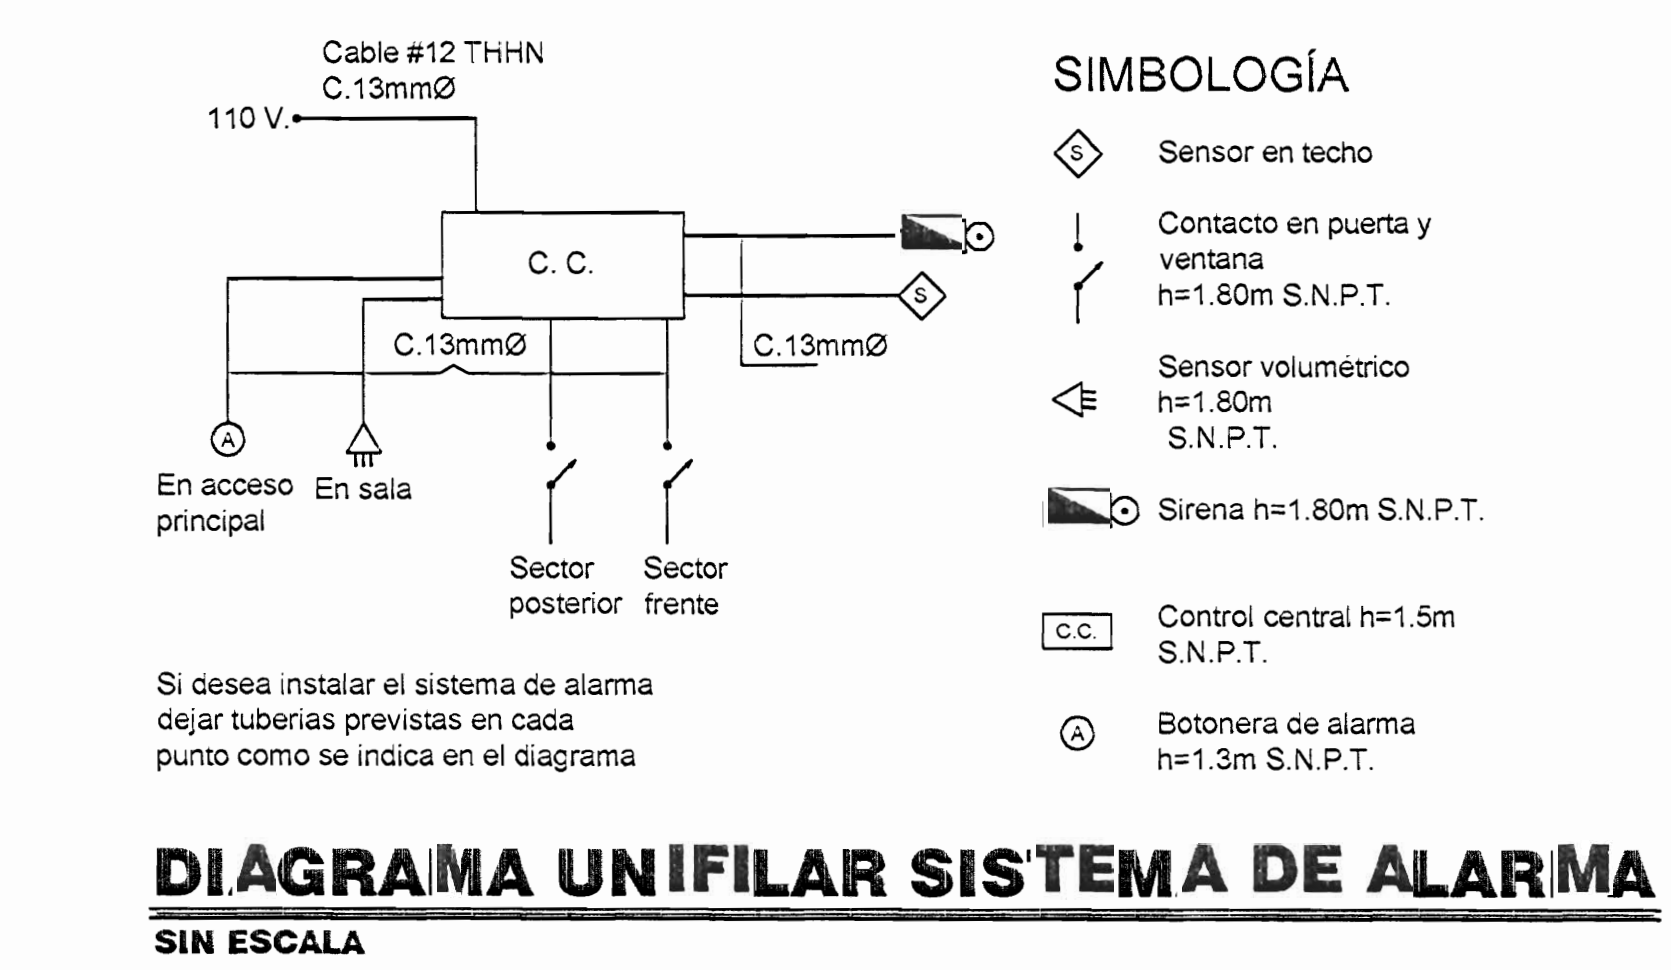 Cable #12 THHN
C.13mmØ
110 V.
C. C.
C.13mmØ
C.13mmØ
S
A
En acceso
principal
En sala
Sector
posterior
Sector
frente
Si desea instalar el sistema de alarma
dejar tuberias previstas en cada
punto como se indica en el diagrama
SIMBOLOGÍA
S
Sensor en techo
Contacto en puerta y
ventana
h=1.80m S.N.P.T.
Sensor volumétrico
h=1.80m
S.N.P.T.
Sirena h=1.80m S.N.P.T.
C.C.
Control central h=1.5m
S.N.P.T.
A
Botonera de alarma
h=1.3m S.N.P.T.
DIAGRAMA UNIFILAR SISTEMA DE ALARMA
SIN ESCALA